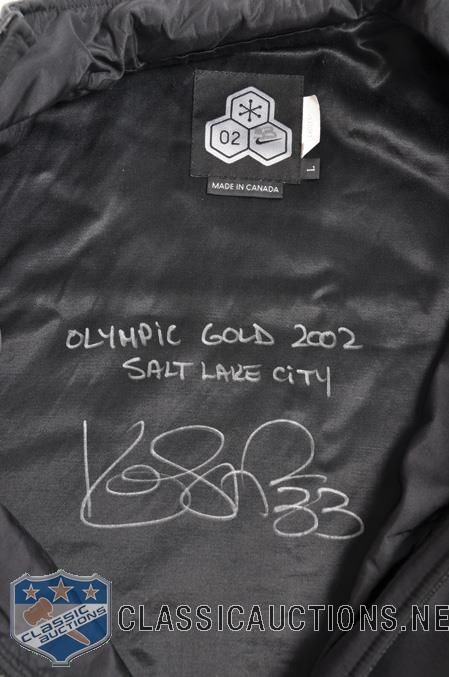 02
MADE IN CANADA
L
OLYMPIC GOLD 2002
SALT LAKE CITY
33
CLASSIC
AUCTIONS
CLASSICAUCTIONS.NE